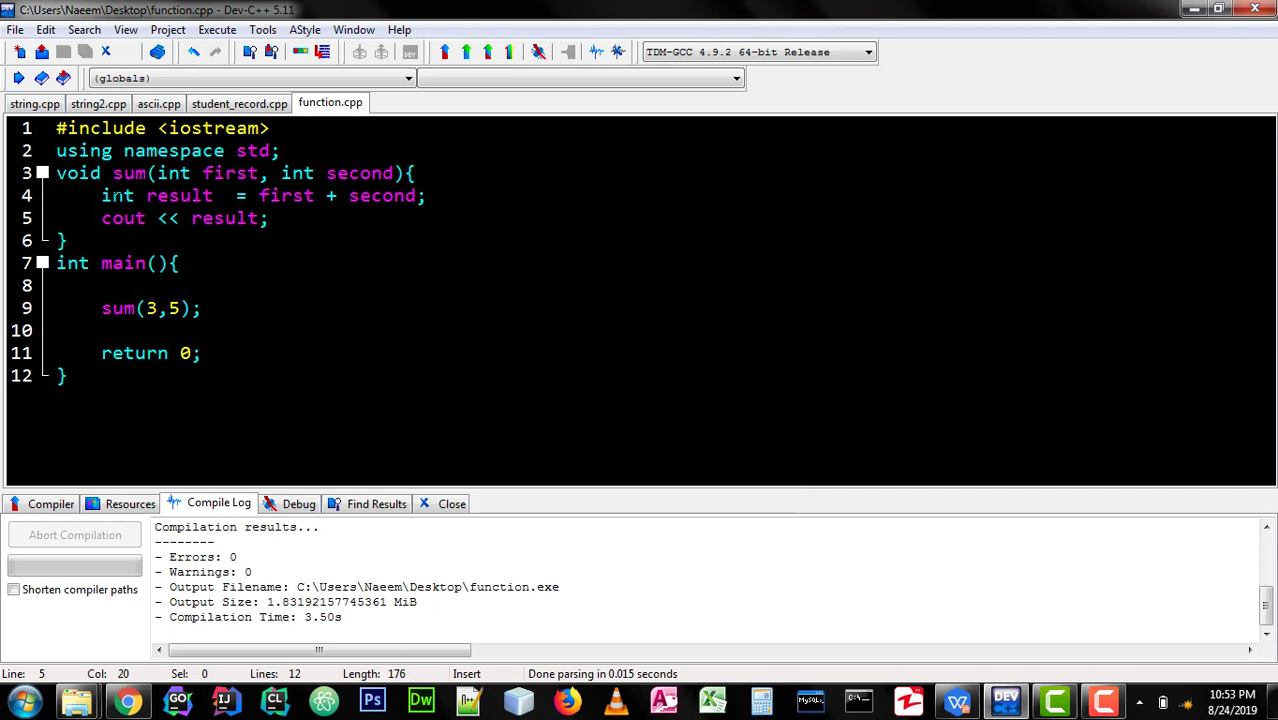 C:\Users\Naeem\Desktop\function.cpp - Dev-C++ 5.11
File Edit Search View Project Execute Tools AStyle Window Help
TDM-GCC 4.9.2 64-bit Release
(globals)
string.cpp string2.cpp ascii.cpp student_record.cpp function.cpp
1 #include <iostream>
2 using namespace std;
3 void sum(int first, int second){
4 int result  = first + second;
5 cout << result;
6 }
7 int main(){
8
9 sum(3,5);
10
11 return 0;
12 }
Compiler Resources Compile Log Debug Find Results Close
Abort Compilation
Shorten compiler paths
Compilation results...
--------
- Errors: 0
- Warnings: 0
- Output Filename: C:\Users\Naeem\Desktop\function.exe
- Output Size: 1.83192157745361 MiB
- Compilation Time: 3.50s
Line: 5 Col: 20 Sel: 0 Lines: 12 Length: 176 Insert Done parsing in 0.015 seconds
10:53 PM
8/24/2019